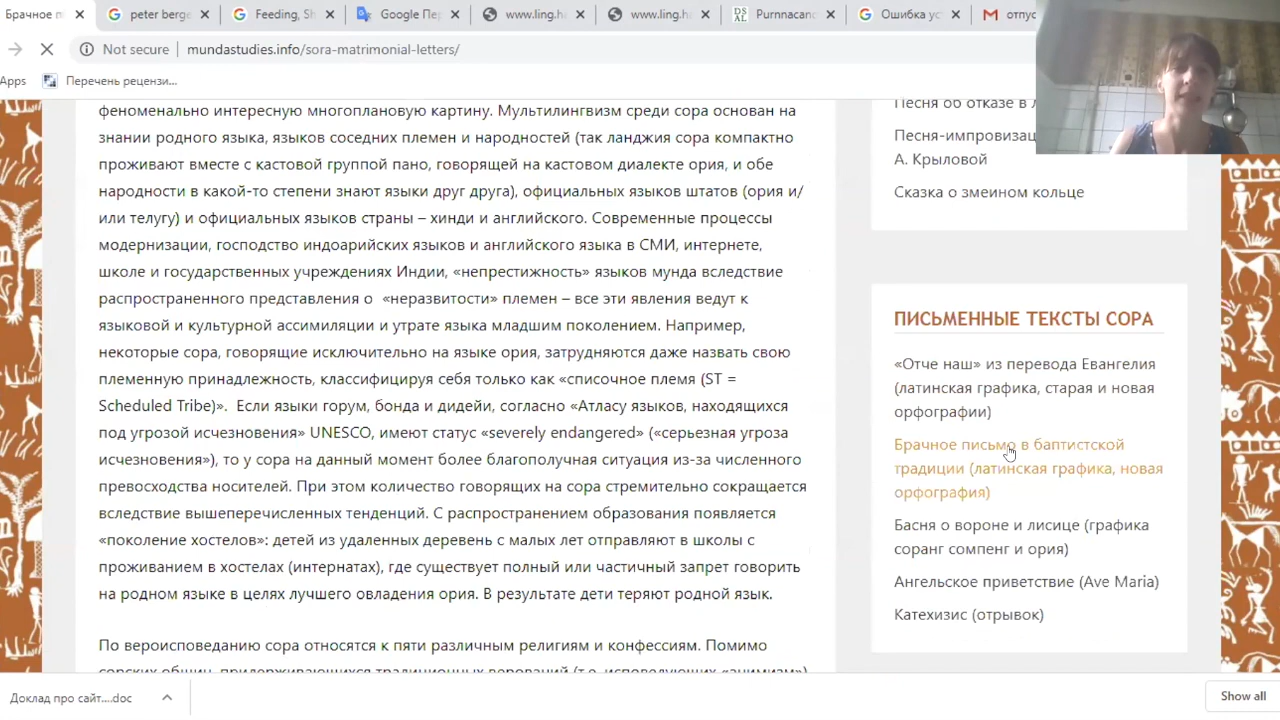 Брачное п
peter berge
Feeding, Sh
Google Пер
www.ling.h
www.ling.ha
Purnnacand
Ошибка ус
отпус
Not secure
mundastudies.info/sora-matrimonial-letters/
Apps
Перечень рецензи...
феноменально интересную многоплановую картину. Мультилингвизм среди сора основан на
знании родного языка, языков соседних племен и народностей (так ланджия сора компактно
проживают вместе с кастовой группой пано, говорящей на кастовом диалекте ория, и обе
народности в какой-то степени знают языки друг друга), официальных языков штатов (ория и/
или телугу) и официальных языков страны – хинди и английского. Современные процессы
модернизации, господство индоарийских языков и английского языка в СМИ, интернете,
школе и государственных учреждениях Индии, «непрестижность» языков мунда вследствие
распространенного представления о «неразвитости» племен – все эти явления ведут к
языковой и культурной ассимиляции и утрате языка младшим поколением. Например,
некоторые сора, говорящие исключительно на языке ория, затрудняются даже назвать свою
племенную принадлежность, классифицируя себя только как «списочное племя (ST =
Scheduled Tribe)». Если языки горум, бонда и дидейи, согласно «Атласу языков, находящихся
под угрозой исчезновения» UNESCO, имеют статус «severely endangered» («серьезная угроза
исчезновения»), то у сора на данный момент более благополучная ситуация из-за численного
превосходства носителей. При этом количество говорящих на сора стремительно сокращается
вследствие вышеперечисленных тенденций. С распространением образования появляется
«поколение хостелов»: детей из удаленных деревень с малых лет отправляют в школы с
проживанием в хостелах (интернатах), где существует полный или частичный запрет говорить
на родном языке в целях лучшего овладения ория. В результате дети теряют родной язык.
По вероисповеданию сора относятся к пяти различным религиям и конфессиям. Помимо
сорских общин, придерживающихся традиционных верований (т.е. исповедующих «анимизм»)
Песня об отказе в л
Песня-импровизац
А. Крыловой
Сказка о змеином кольце
ПИСЬМЕННЫЕ ТЕКСТЫ СОРА
«Отче наш» из перевода Евангелия
(латинская графика, старая и новая
орфографии)
Брачное письмо в баптистской
традиции (латинская графика, новая
орфография)
Басня о вороне и лисице (графика
соранг сомпенг и ория)
Ангельское приветствие (Ave Maria)
Катехизис (отрывок)
Доклад про сайт....doc
Show all